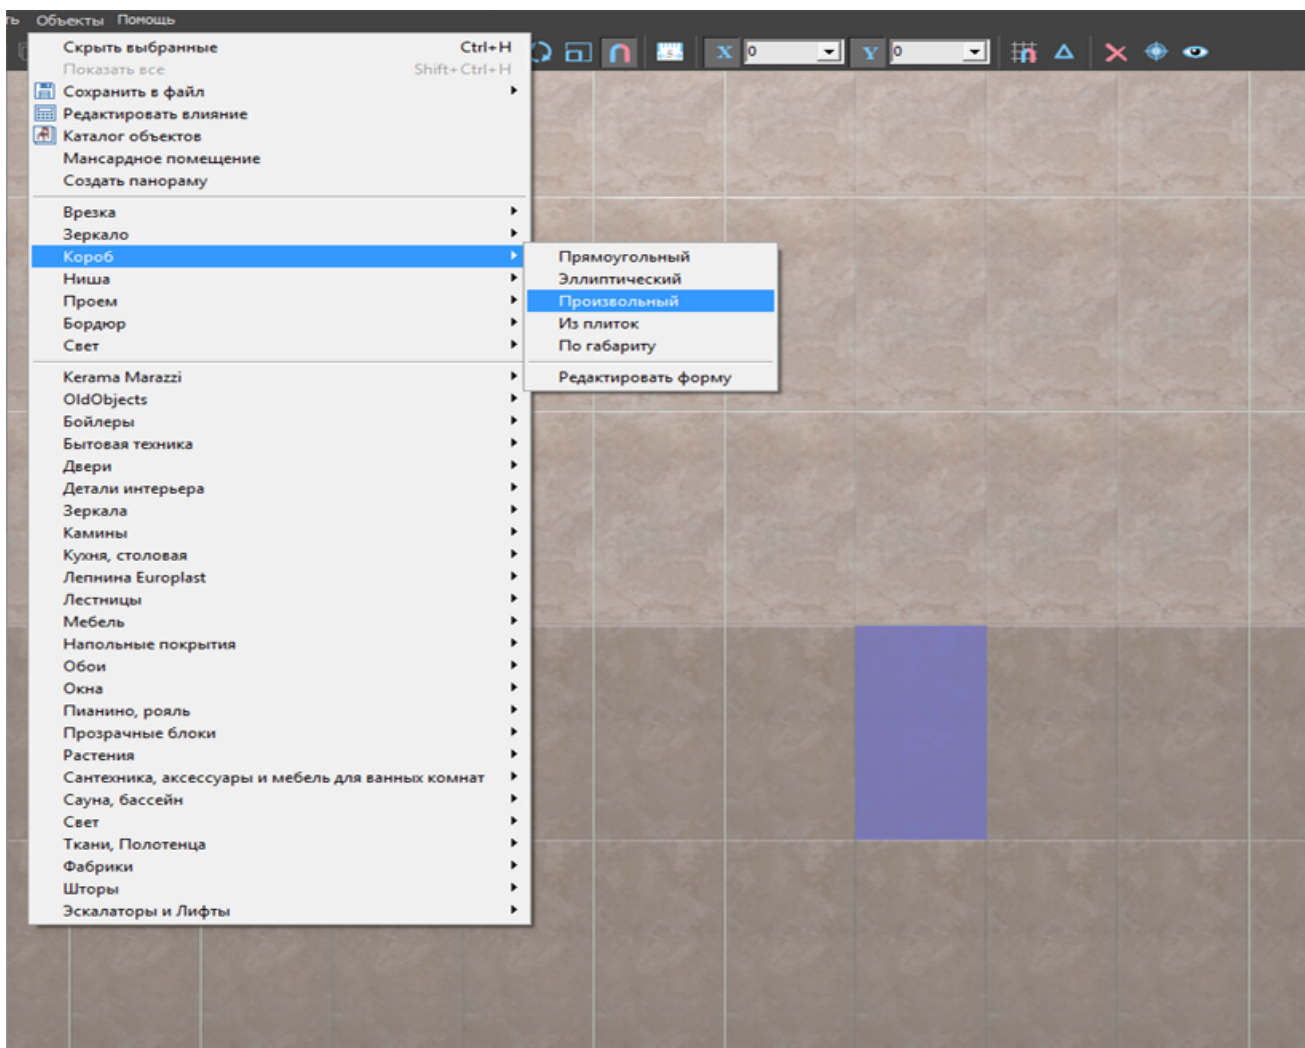 ть Объекты Помощь
Скрыть выбранные Ctrl+H
Показать все Shift+Ctrl+H
X 0 Y 0
Сохранить в файл
Редактировать влияние
Каталог объектов
Мансардное помещение
Создать панораму
Врезка
Зеркало
Короб
Прямоугольный
Ниша
Эллиптический
Проем
Произвольный
Бордюр
Из плиток
Свет
По габариту
Kerama Marazzi
Редактировать форму
OldObjects
Бойлеры
Бытовая техника
Двери
Детали интерьера
Зеркала
Камины
Кухня, столовая
Лепнина Europlast
Лестницы
Мебель
Напольные покрытия
Обои
Окна
Пианино, рояль
Прозрачные блоки
Растения
Сантехника, аксессуары и мебель для ванных комнат
Сауна, бассейн
Свет
Ткани, Полотенца
Фабрики
Шторы
Эскалаторы и Лифты